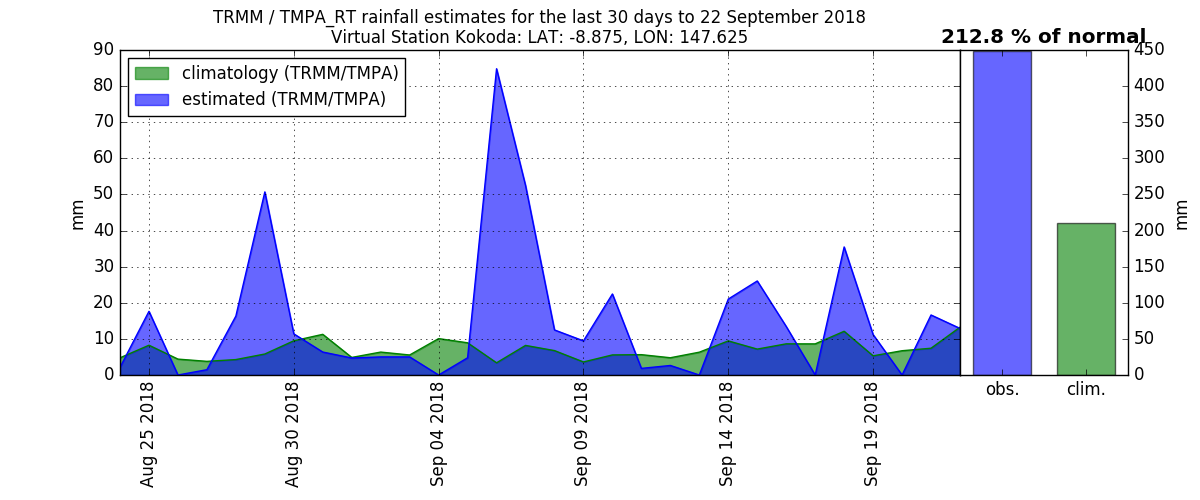 TRMM / TMPA_RT rainfall estimates for the last 30 days to 22 September 2018
Virtual Station Kokoda: LAT: -8.875, LON: 147.625
212.8 % of normal
climatology (TRMM/TMPA)
estimated (TRMM/TMPA)
90
80
70
60
50
40
30
20
10
0
mm
Aug 25 2018
Aug 30 2018
Sep 04 2018
Sep 09 2018
Sep 14 2018
Sep 19 2018
450
400
350
300
250
200
150
100
50
0
mm
obs.
clim.